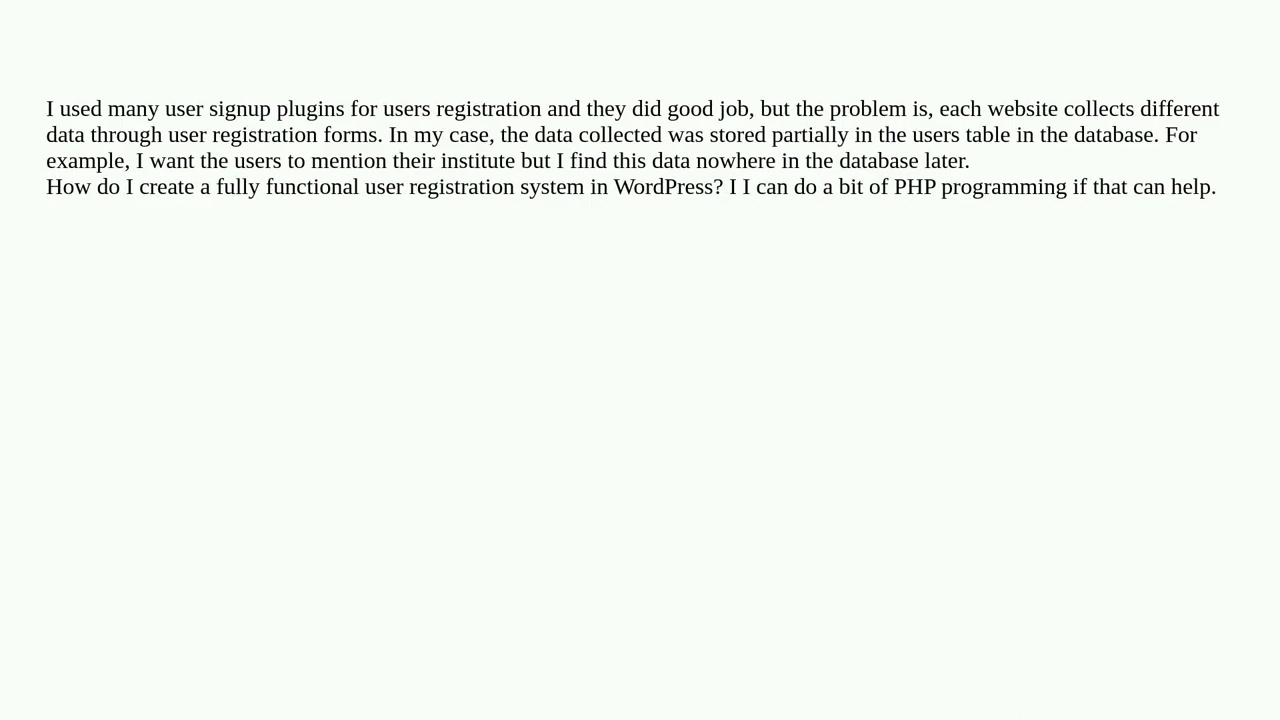 I used many user signup plugins for users registration and they did good job, but the problem is, each website collects different
data through user registration forms. In my case, the data collected was stored partially in the users table in the database. For
example, I want the users to mention their institute but I find this data nowhere in the database later.
How do I create a fully functional user registration system in WordPress? I I can do a bit of PHP programming if that can help.